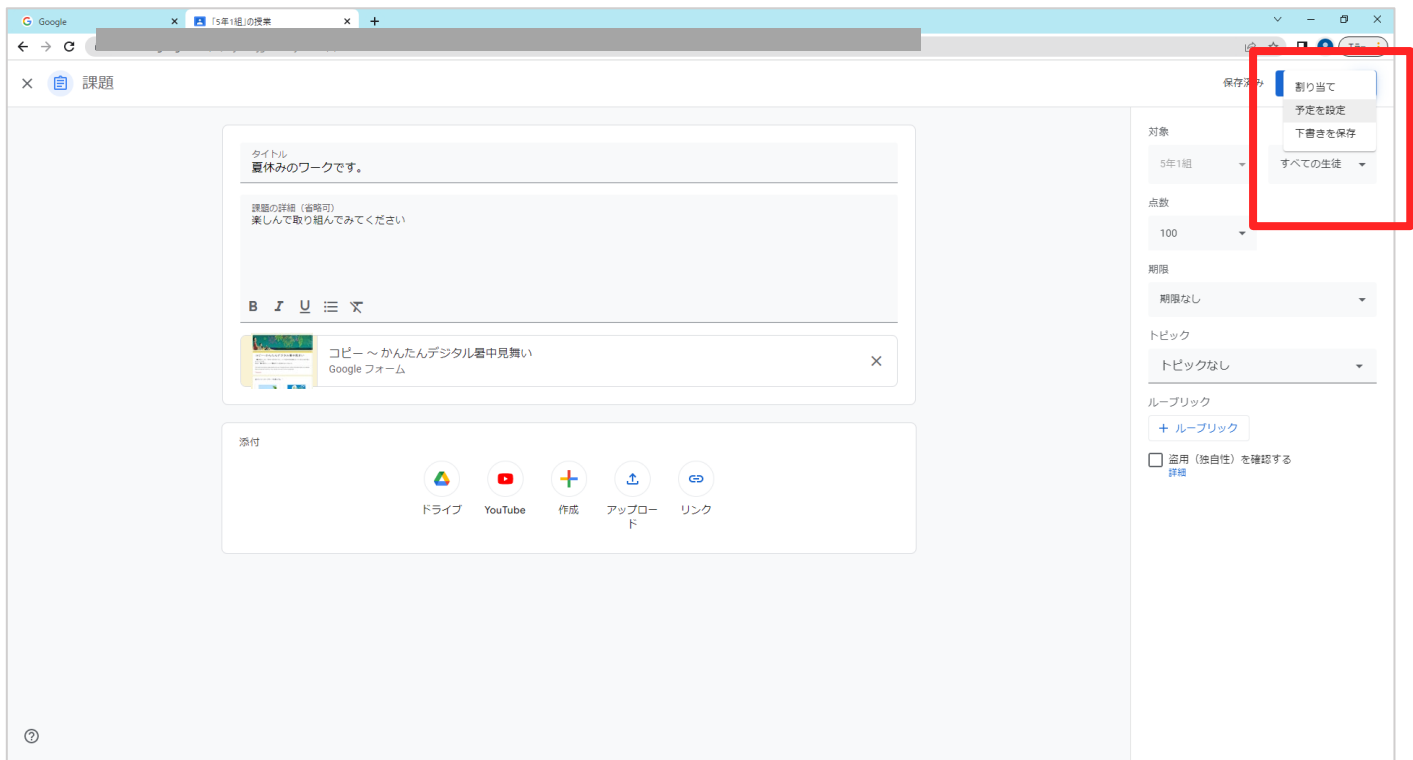 Google
「5年1組」の授業
課題
保存済み
割り当て
予定を設定
下書きを保存
タイトル
夏休みのワークです。
課題の詳細（省略可）
楽しんで取り組んでみてください
B I U
コピー ～ かんたんデジタル暑中見舞い
Google フォーム
添付
ドライブ
YouTube
作成
アップロー
ド
リンク
対象
5年1組
すべての生徒
点数
100
期限
期限なし
トピック
トピックなし
ルーブリック
+ ルーブリック
盗用（独自性）を確認する
詳細